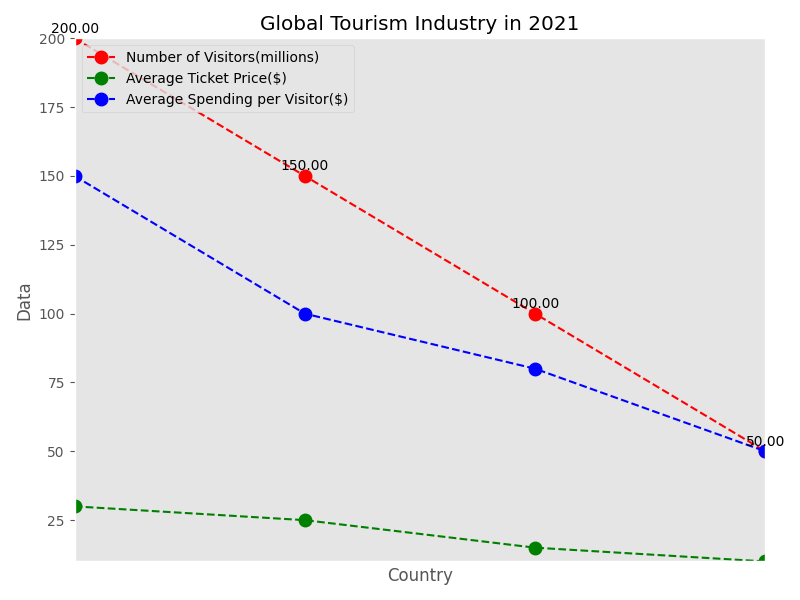 Global Tourism Industry in 2021
200.00
Number of Visitors(millions)
Average Ticket Price($)
Average Spending per Visitor($)
150.00
100.00
50.00
200
175
150
125
100
75
50
25
Data
Country